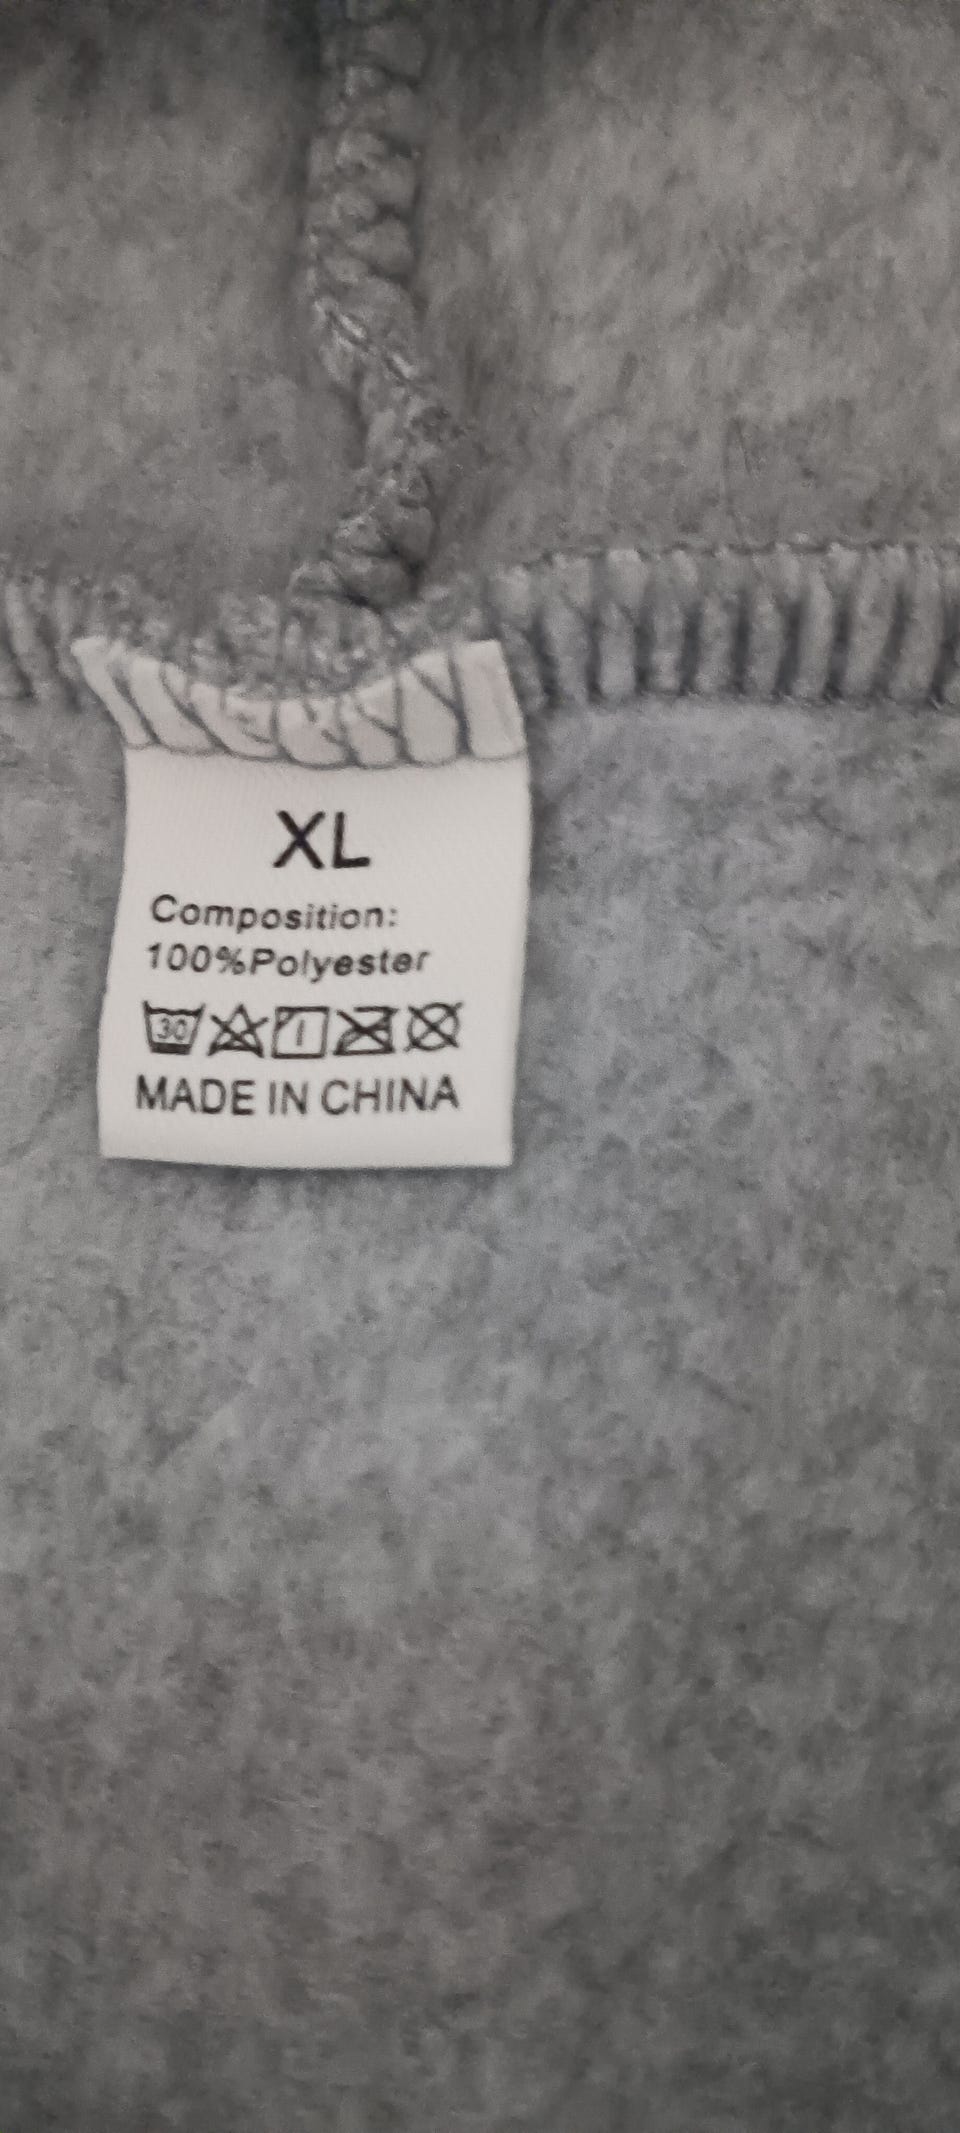 XL
Composition:
100%Polyester
30
MADE IN CHINA